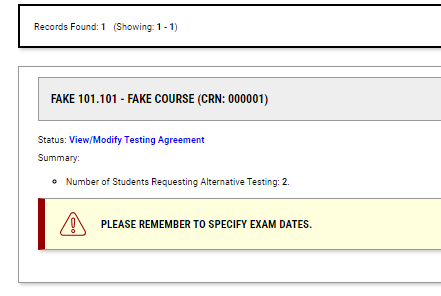 Records Found: 1 (Showing: 1 - 1)
FAKE 101.101 - FAKE COURSE (CRN: 000001)
Status: View/Modify Testing Agreement
Summary:
Number of Students Requesting Alternative Testing: 2.
PLEASE REMEMBER TO SPECIFY EXAM DATES.